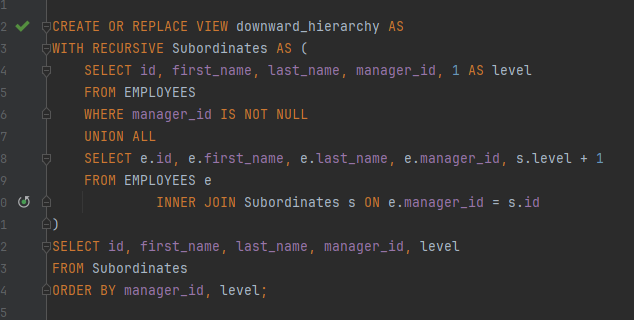 1
2 CREATE OR REPLACE VIEW downward_hierarchy AS
3 WITH RECURSIVE Subordinates AS (
4 SELECT id, first_name, last_name, manager_id, 1 AS level
5 FROM EMPLOYEES
6 WHERE manager_id IS NOT NULL
7 UNION ALL
8 SELECT e.id, e.first_name, e.last_name, e.manager_id, s.level + 1
9 FROM EMPLOYEES e
0 INNER JOIN Subordinates s ON e.manager_id = s.id
1 )
2 SELECT id, first_name, last_name, manager_id, level
3 FROM Subordinates
4 ORDER BY manager_id, level;
5